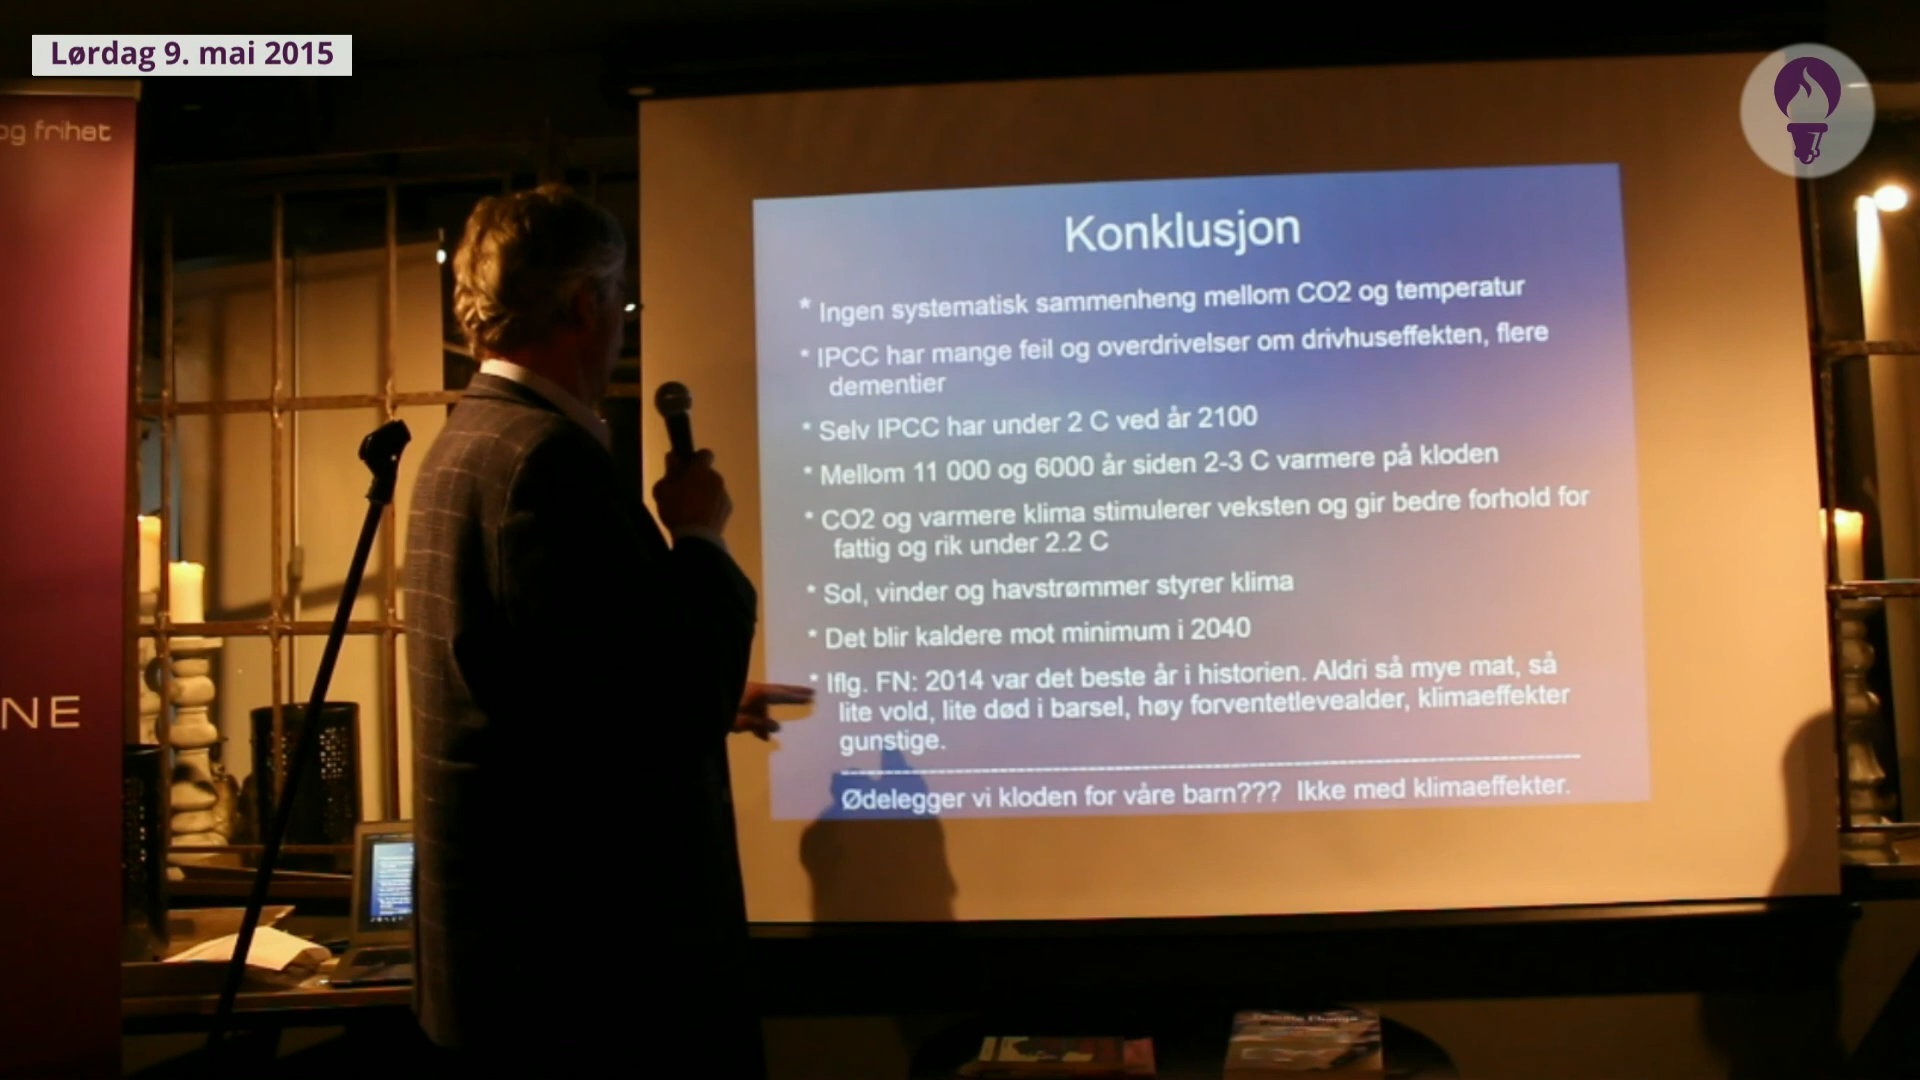 Lørdag 9. mai 2015
og frihet
NE
Konklusjon
* Ingen systematisk sammenheng mellom CO2 og temperatur
* IPCC har mange feil og overdrivelser om drivhuseffekten, flere
dementier
* Selv IPCC har under 2 C ved år 2100
* Mellom 11 000 og 6000 år siden 2-3 C varmere på kloden
* CO2 og varmere klima stimulerer veksten og gir bedre forhold for
fattig og rik under 2.2 C
* Sol, vinder og havstrømmer styrer klima
* Det blir kaldere mot minimum i 2040
* Iflg. FN: 2014 var det beste år i historien. Aldri så mye mat, så
lite vold, lite død i barsel, høy forventetlevealder, klimaeffekter
gunstige.
Ødelegger vi kloden for våre barn??? Ikke med klimaeffekter.